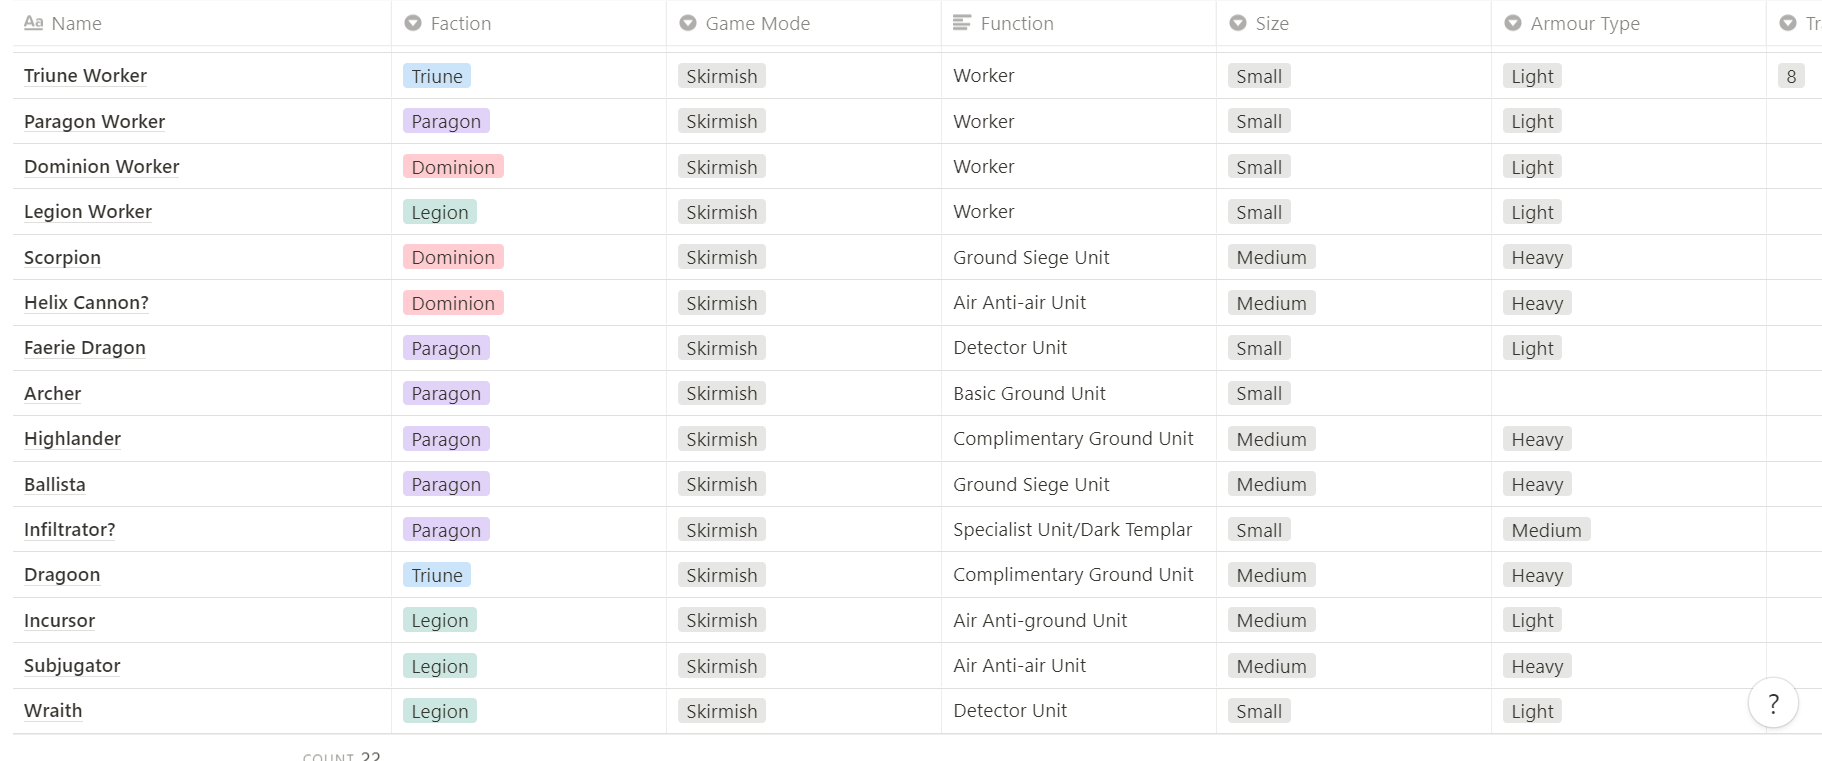 Aa Name Faction Game Mode Function Size Armour Type Tr
Triune Worker Triune Skirmish Worker Small Light 8
Paragon Worker Paragon Skirmish Worker Small Light
Dominion Worker Dominion Skirmish Worker Small Light
Legion Worker Legion Skirmish Worker Small Light
Scorpion Dominion Skirmish Ground Siege Unit Medium Heavy
Helix Cannon? Dominion Skirmish Air Anti-air Unit Medium Heavy
Faerie Dragon Paragon Skirmish Detector Unit Small Light
Archer Paragon Skirmish Basic Ground Unit Small
Highlander Paragon Skirmish Complimentary Ground Unit Medium Heavy
Ballista Paragon Skirmish Ground Siege Unit Medium Heavy
Infiltrator? Paragon Skirmish Specialist Unit/Dark Templar Small Medium
Dragoon Triune Skirmish Complimentary Ground Unit Medium Heavy
Incursor Legion Skirmish Air Anti-ground Unit Medium Light
Subjugator Legion Skirmish Air Anti-air Unit Medium Heavy
Wraith Legion Skirmish Detector Unit Small Light
?
COUNT 22